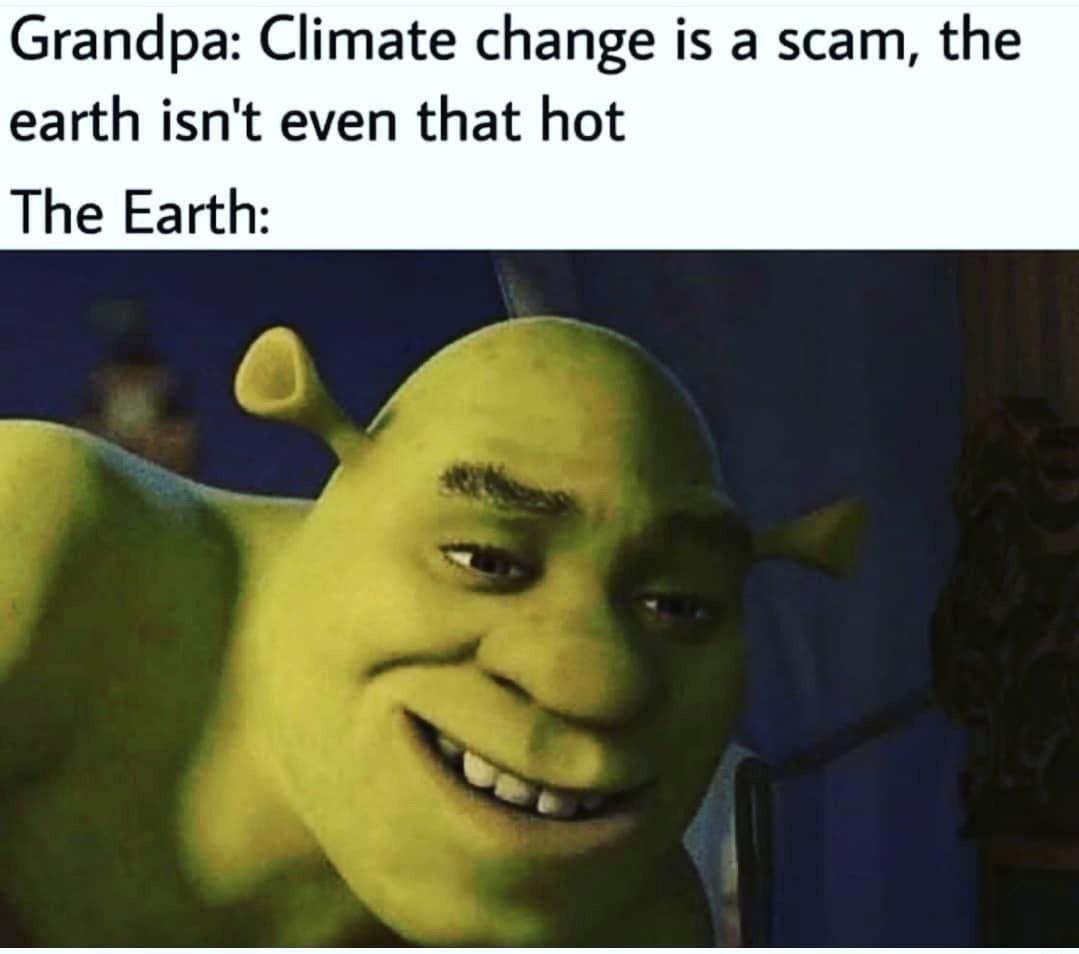 Grandpa: Climate change is a scam, the
earth isn't even that hot
The Earth: